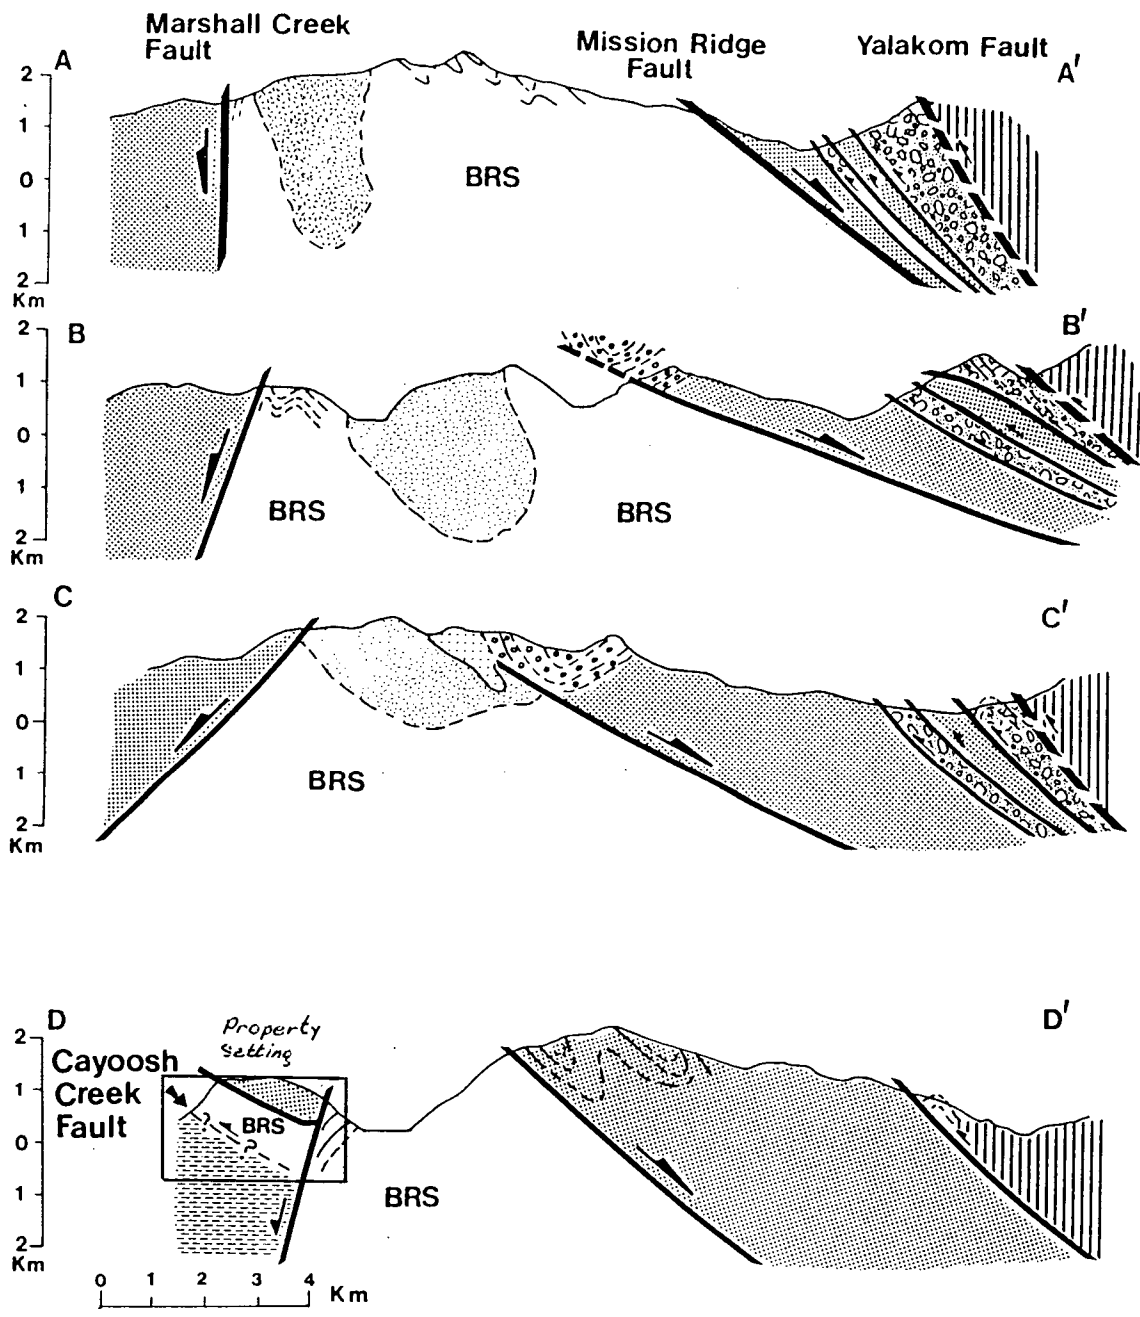 Marshall Creek
Fault
Mission Ridge
Fault
Yalakom Fault
A
A'
2
1
0
1
2
Km
BRS
B
B'
2
1
0
1
2
Km
BRS
BRS
C
C'
2
1
0
1
2
Km
BRS
D
D'
Property
Setting
2
1
0
1
2
Km
Cayoosh
Creek
Fault
?
BRS
?
BRS
0 1 2 3 4 Km